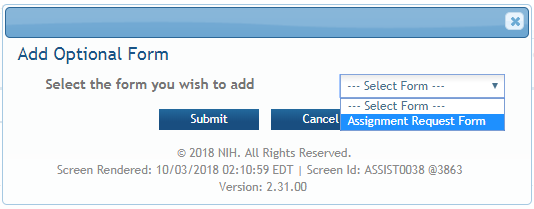 Add Optional Form
Select the form you wish to add --- Select Form ---
--- Select Form ---
Assignment Request Form
Submit Cancel
© 2018 NIH. All Rights Reserved.
Screen Rendered: 10/03/2018 02:10:59 EDT | Screen Id: ASSIST0038 @3863
Version: 2.31.00